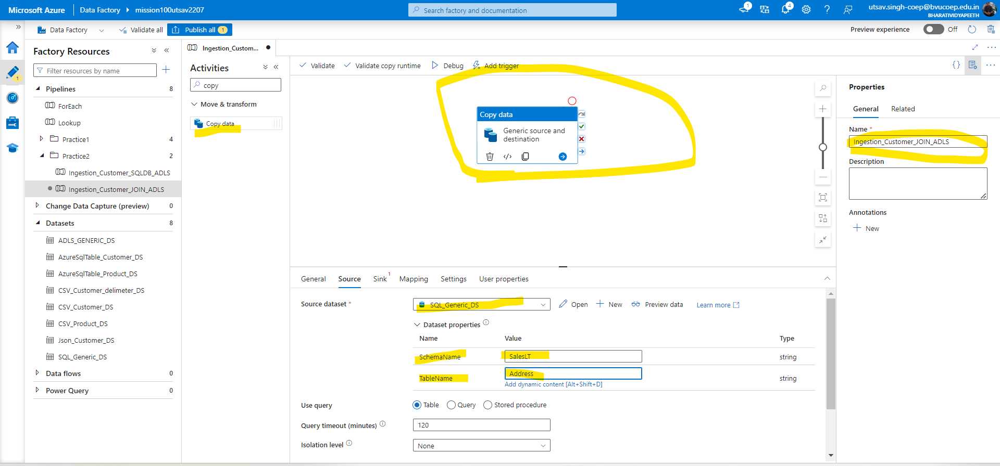 Microsoft Azure
Data Factory
mission100utsav2207
Search factory and documentation
1
4
utsav.singh-coep@bvucoep.edu.in
BHARATIVIDYAPEETH
Data Factory
Validate all
Publish all 1
Preview experience
Off
1
Factory Resources
Filter resources by name
Pipelines 8
ForEach
Lookup
Practice1 4
Practice2 2
Ingestion_Customer_SQLDB_ADLS
Ingestion_Customer_JOIN_ADLS
Change Data Capture (preview) 0
Datasets 8
ADLS_GENERIC_DS
AzureSqlTable_Customer_DS
AzureSqlTable_Product_DS
CSV_Customer_delimeter_DS
CSV_Customer_DS
CSV_Product_DS
Json_Customer_DS
SQL_Generic_DS
Data flows 0
Power Query 0
Ingestion_Custom...
Activities
copy
Move & transform
Copy data
Validate
Validate copy runtime
Debug
Add trigger
Copy data
Generic source and
destination
General
Source
Sink 1
Mapping
Settings
User properties
Source dataset *
SQL_Generic_DS
Open
New
Preview data
Learn more
Dataset properties
Name Value Type
SchemaName SalesLT string
TableName Address string
Add dynamic content [Alt+Shift+D]
Use query
Table
Query
Stored procedure
Query timeout (minutes)
120
Isolation level
None
Properties
General
Related
Name *
Ingestion_Customer_JOIN_ADLS
Description
Annotations
New